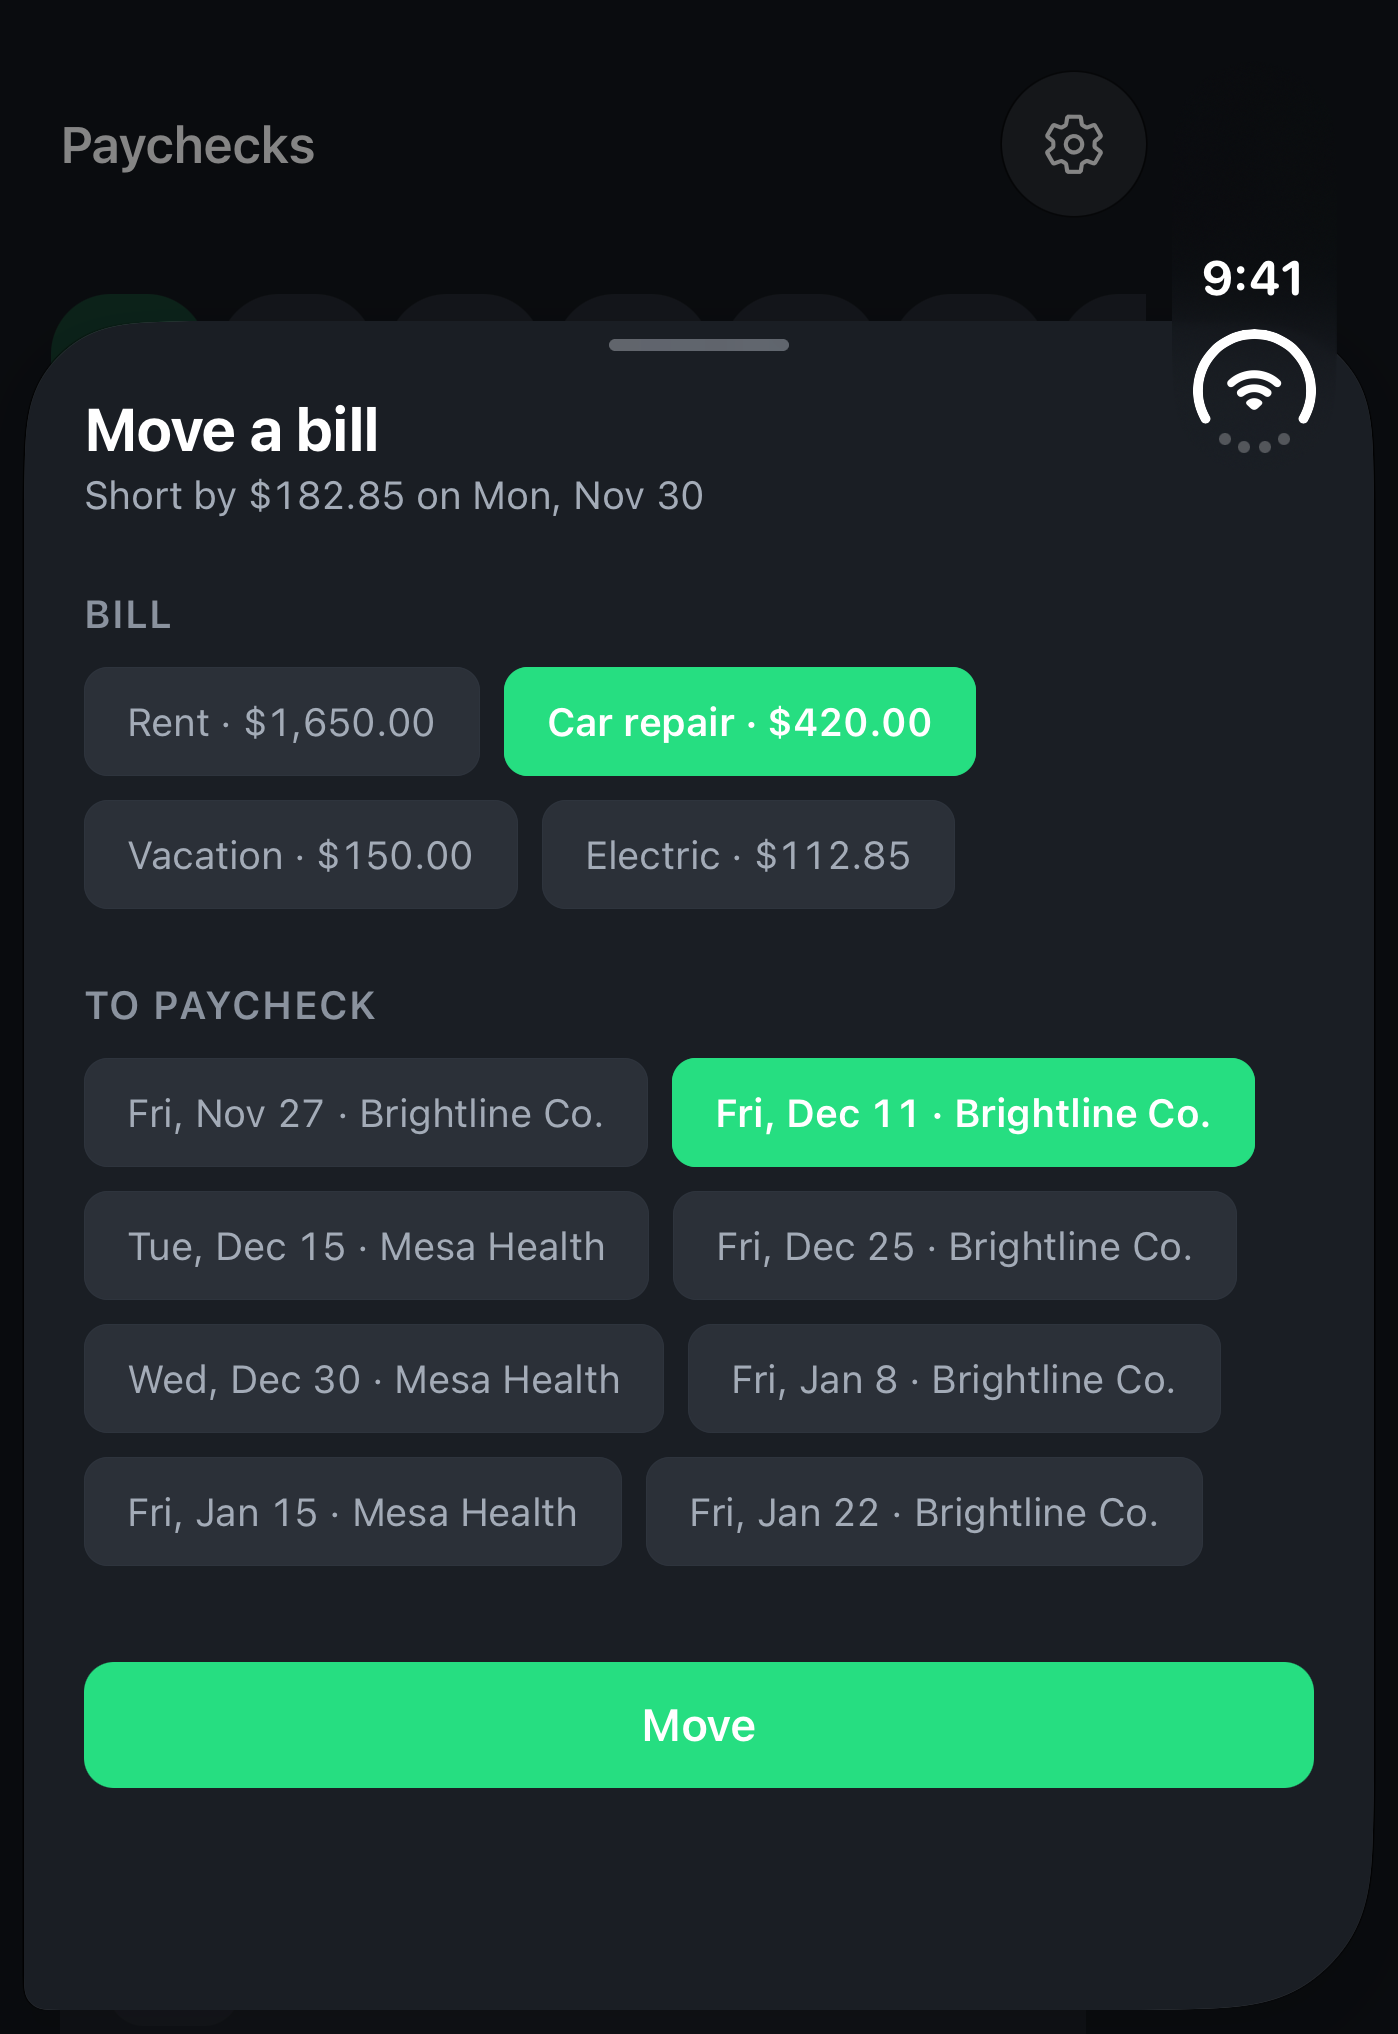 Paychecks
9:41
Move a bill
Short by $182.85 on Mon, Nov 30
BILL
Rent · $1,650.00
Car repair · $420.00
Vacation · $150.00
Electric · $112.85
TO PAYCHECK
Fri, Nov 27 · Brightline Co.
Fri, Dec 11 · Brightline Co.
Tue, Dec 15 · Mesa Health
Fri, Dec 25 · Brightline Co.
Wed, Dec 30 · Mesa Health
Fri, Jan 8 · Brightline Co.
Fri, Jan 15 · Mesa Health
Fri, Jan 22 · Brightline Co.
Move